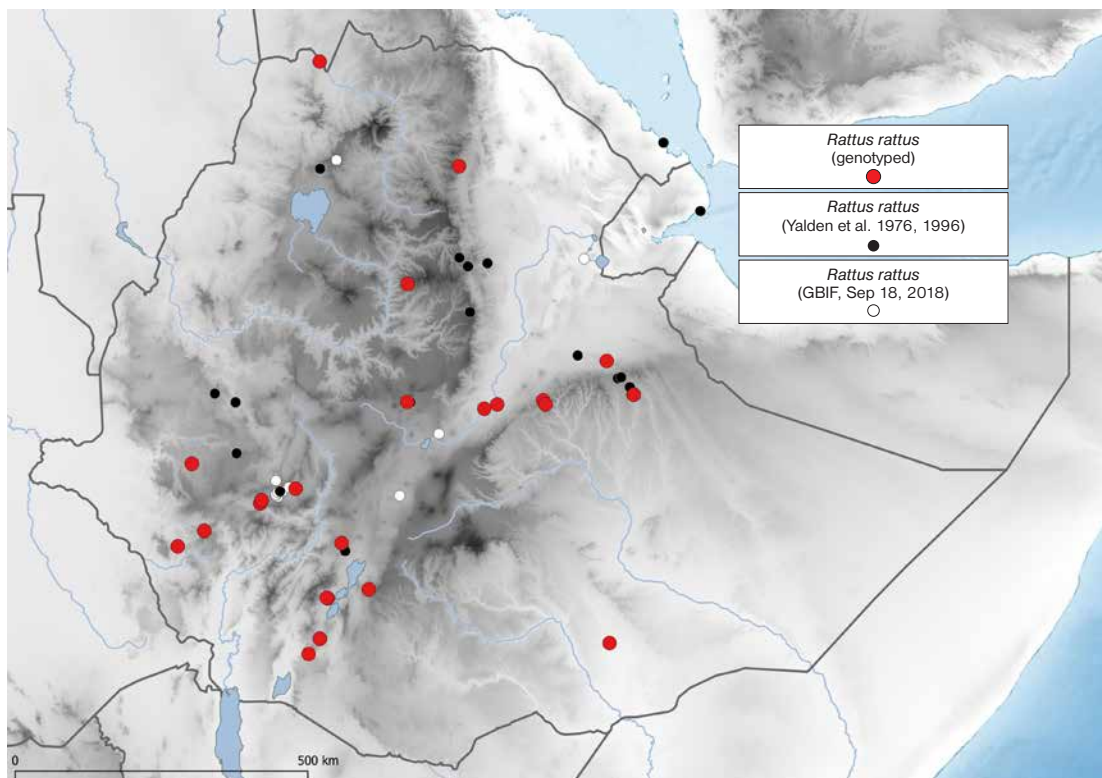 Rattus rattus
(genotyped)
Rattus rattus
(Yalden et al. 1976, 1996)
Rattus rattus
(GBIF, Sep 18, 2018)
0
500 km